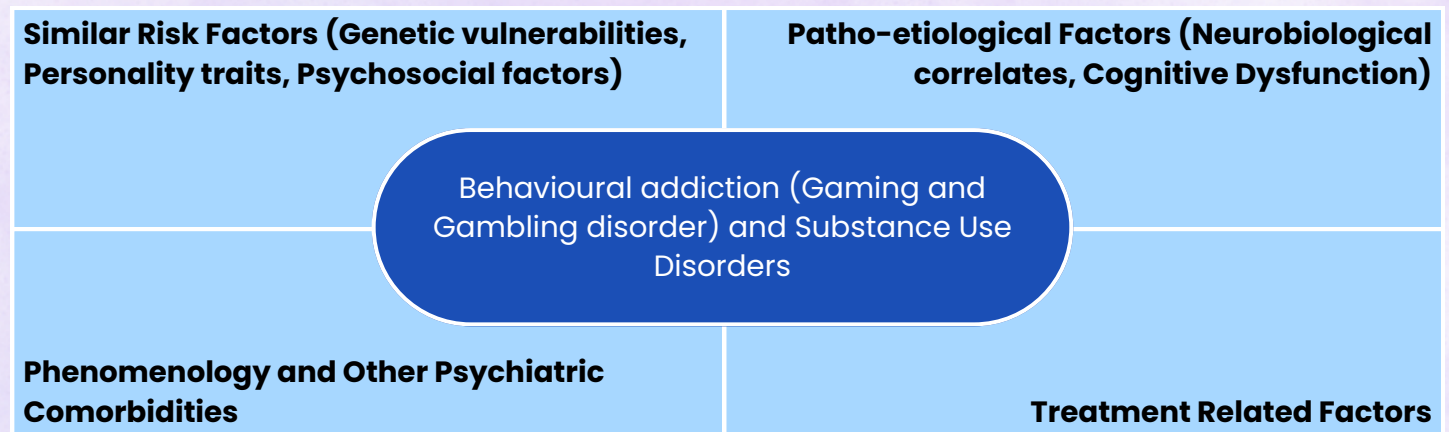 Similar Risk Factors (Genetic vulnerabilities,
Personality traits, Psychosocial factors)
Patho-etiological Factors (Neurobiological
correlates, Cognitive Dysfunction)
Behavioural addiction (Gaming and
Gambling disorder) and Substance Use
Disorders
Phenomenology and Other Psychiatric
Comorbidities
Treatment Related Factors